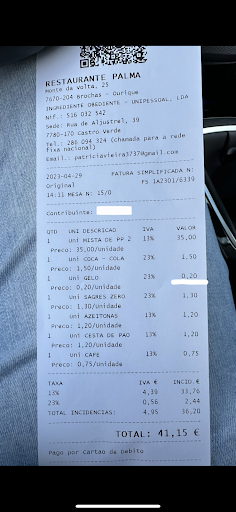 RESTAURANTE PALMA
Monte da Volta, 25
7670-204 Brochas - Ourique
INGREDIENTE OBEDIENTE - UNIPESSOAL, LDA
Nif.: 516 032 542
Sede: Rua de Aljustrel, 39
7780-170 Castro Verde
Tel.: 286 094 324 (chamada para a rede
fixa nacional)
Email.: patriciavieira3737@gmail.com
2023-04-29 FATURA SIMPLIFICADA N:
Original FS 1A2301/6339
14:11 MESA N: 15/0
Contribuinte:
QTD UNI DESCRICAO IVA VALOR
1 Uni MISTA DE PP 2 13% 35,00
Preco: 35,00/unidade
1 Uni COCA - COLA 23% 1,50
Preco: 1,50/unidade
1 Uni GELO 23% 0,20
Preco: 0,20/unidade
1 Uni SAGRES ZERO 23% 1,30
Preco: 1,30/unidade
1 Uni AZEITONAS 13% 1,20
Preco: 1,20/unidade
1 Uni CESTA DE PAO 13% 1,20
Preco: 1,20/unidade
1 Uni CAFE 13% 0,75
Preco: 0,75/unidade
TAXA IVA € INCID.€
13% 4,39 33,76
23% 0,56 2,44
TOTAL INCIDENCIAS: 4,95 36,20
TOTAL: 41,15 €
Pago por Cartao da Debito